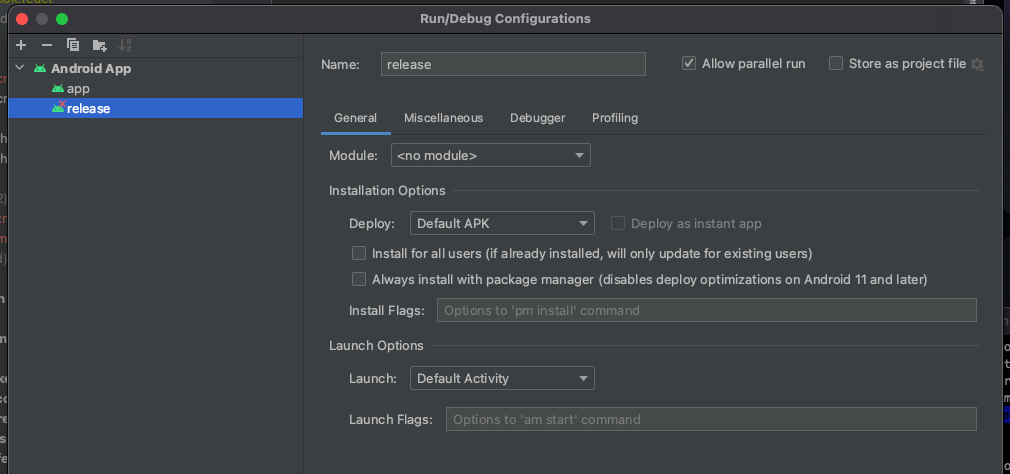 Run/Debug Configurations
Android App
app
release
Name: release
Allow parallel run
Store as project file
General Miscellaneous Debugger Profiling
Module: <no module>
Installation Options
Deploy: Default APK
Deploy as instant app
Install for all users (if already installed, will only update for existing users)
Always install with package manager (disables deploy optimizations on Android 11 and later)
Install Flags: Options to 'pm install' command
Launch Options
Launch: Default Activity
Launch Flags: Options to 'am start' command